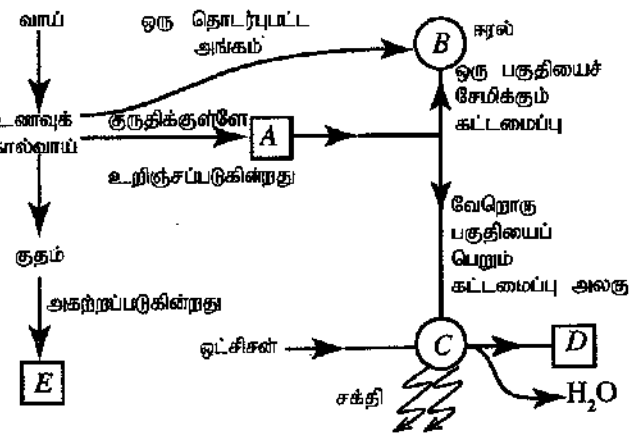 வாய்
ஒரு தொடர்புபட்ட
அங்கம்
B
ஈரல்
ஒரு பகுதியைச்
சேமிக்கும்
கட்டமைப்பு
உணவுக்
கால்வாய்
குருதிக்குள்ளே
A
உறிஞ்சப்படுகின்றது
வேறொரு
பகுதியைப்
பெறும்
கட்டமைப்பு அலகு
குதம்
அகற்றப்படுகின்றது
E
ஒட்சிசன்
C
D
சக்தி
H₂O